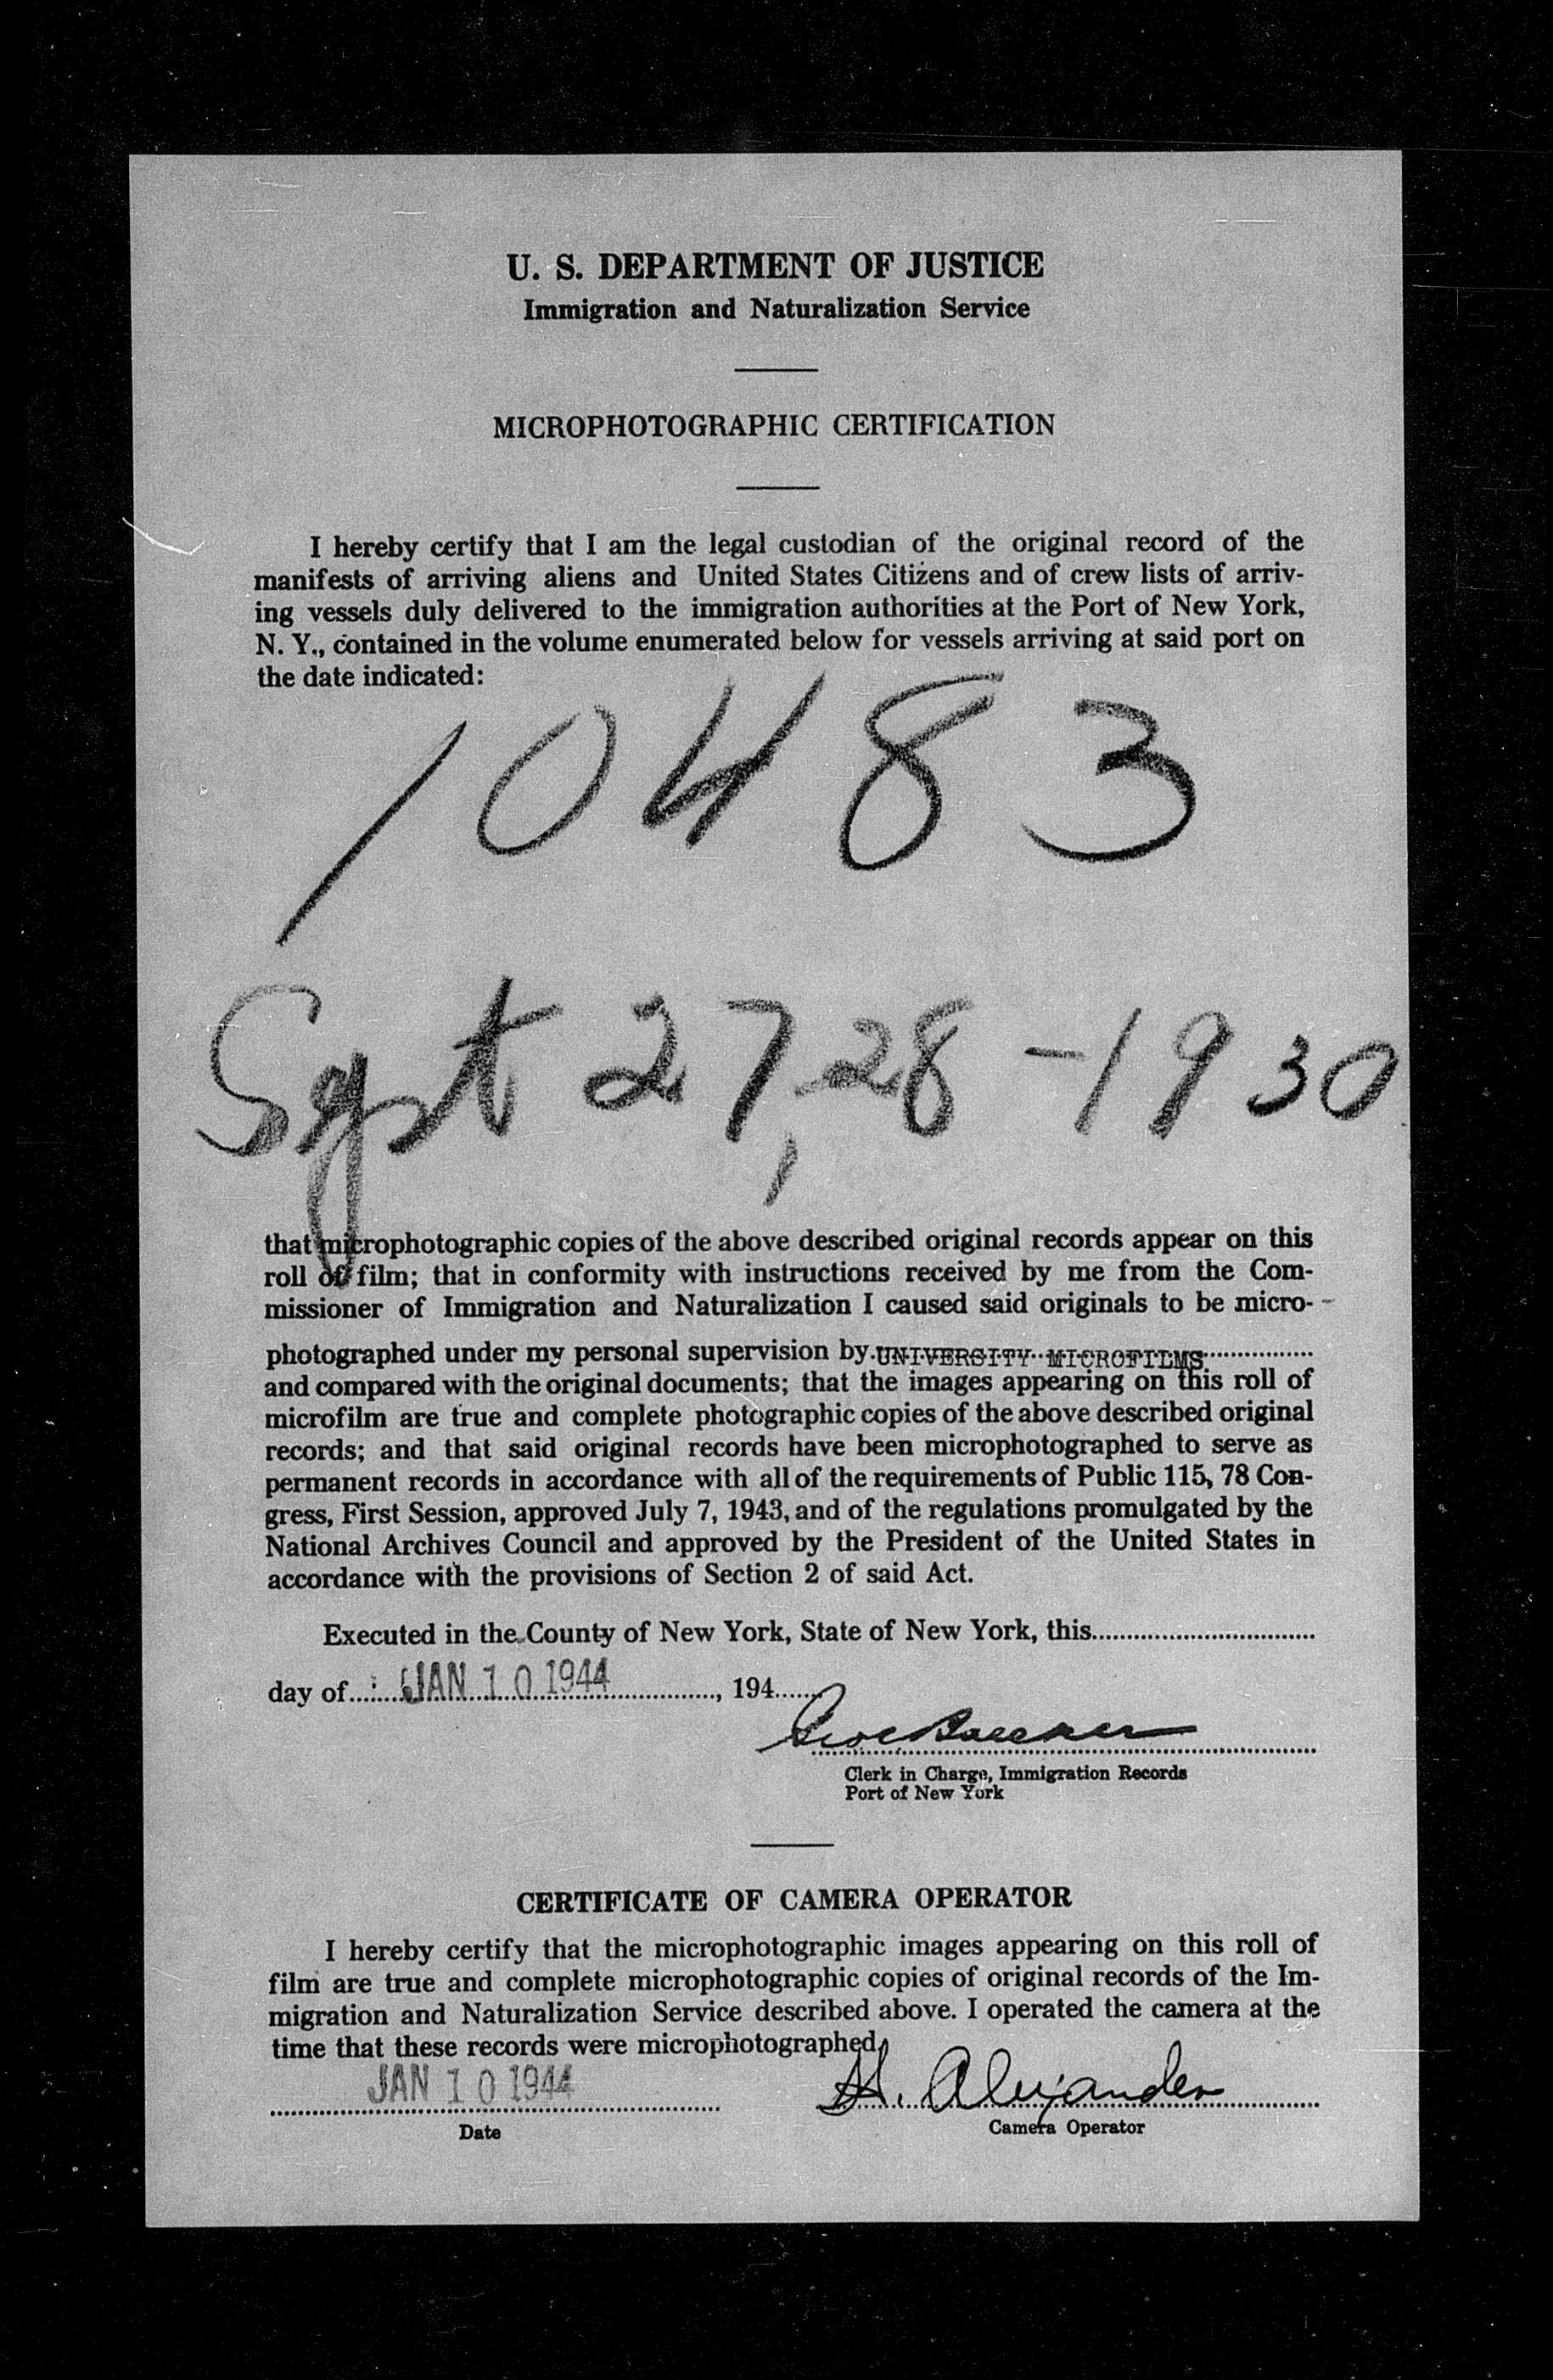 U. S. DEPARTMENT OF JUSTICE
Immigration and Naturalization Service
MICROPHOTOGRAPHIC CERTIFICATION
I hereby certify that I am the legal custodian of the original record of the
manifests of arriving aliens and United States Citizens and of crew lists of arriv-
ing vessels duly delivered to the immigration authorities at the Port of New York,
N. Y., contained in the volume enumerated below for vessels arriving at said port on
the date indicated:
10483
Sept 27, 28 - 1930
that microphotographic copies of the above described original records appear on this
roll of film; that in conformity with instructions received by me from the Com-
missioner of Immigration and Naturalization I caused said originals to be micro-
photographed under my personal supervision by UNIVERSITY MICROFILMS
and compared with the original documents; that the images appearing on this roll of
microfilm are true and complete photographic copies of the above described original
records; and that said original records have been microphotographed to serve as
permanent records in accordance with all of the requirements of Public 115, 78 Con-
gress, First Session, approved July 7, 1943, and of the regulations promulgated by the
National Archives Council and approved by the President of the United States in
accordance with the provisions of Section 2 of said Act.
Executed in the County of New York, State of New York, this
day of JAN 10 1944, 194
Clerk in Charge, Immigration Records
Port of New York
CERTIFICATE OF CAMERA OPERATOR
I hereby certify that the microphotographic images appearing on this roll of
film are true and complete microphotographic copies of original records of the Im-
migration and Naturalization Service described above. I operated the camera at the
time that these records were microphotographed.
JAN 10 1944 H. Alexander
Date Camera Operator